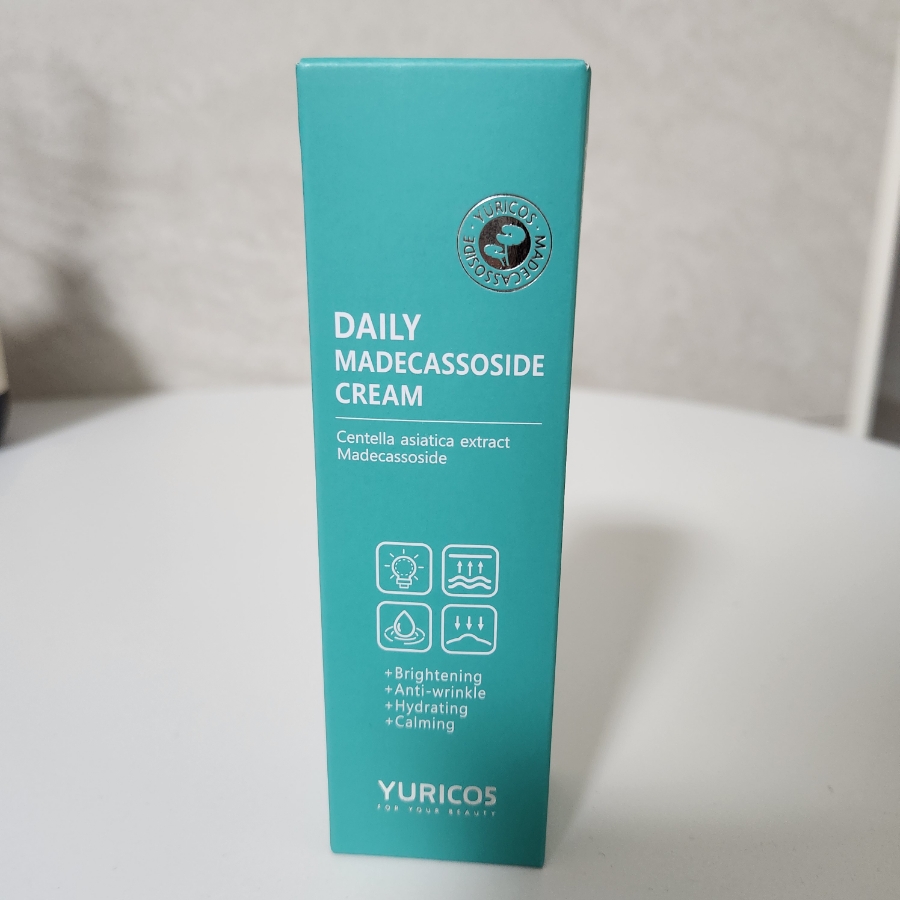 YURICOS · MADECASSOSIDE ·
DAILY
MADECASSOSIDE
CREAM
Centella asiatica extract
Madecassoside
+Brightening
+Anti-wrinkle
+Hydrating
+Calming
YURICOS
FOR YOUR BEAUTY